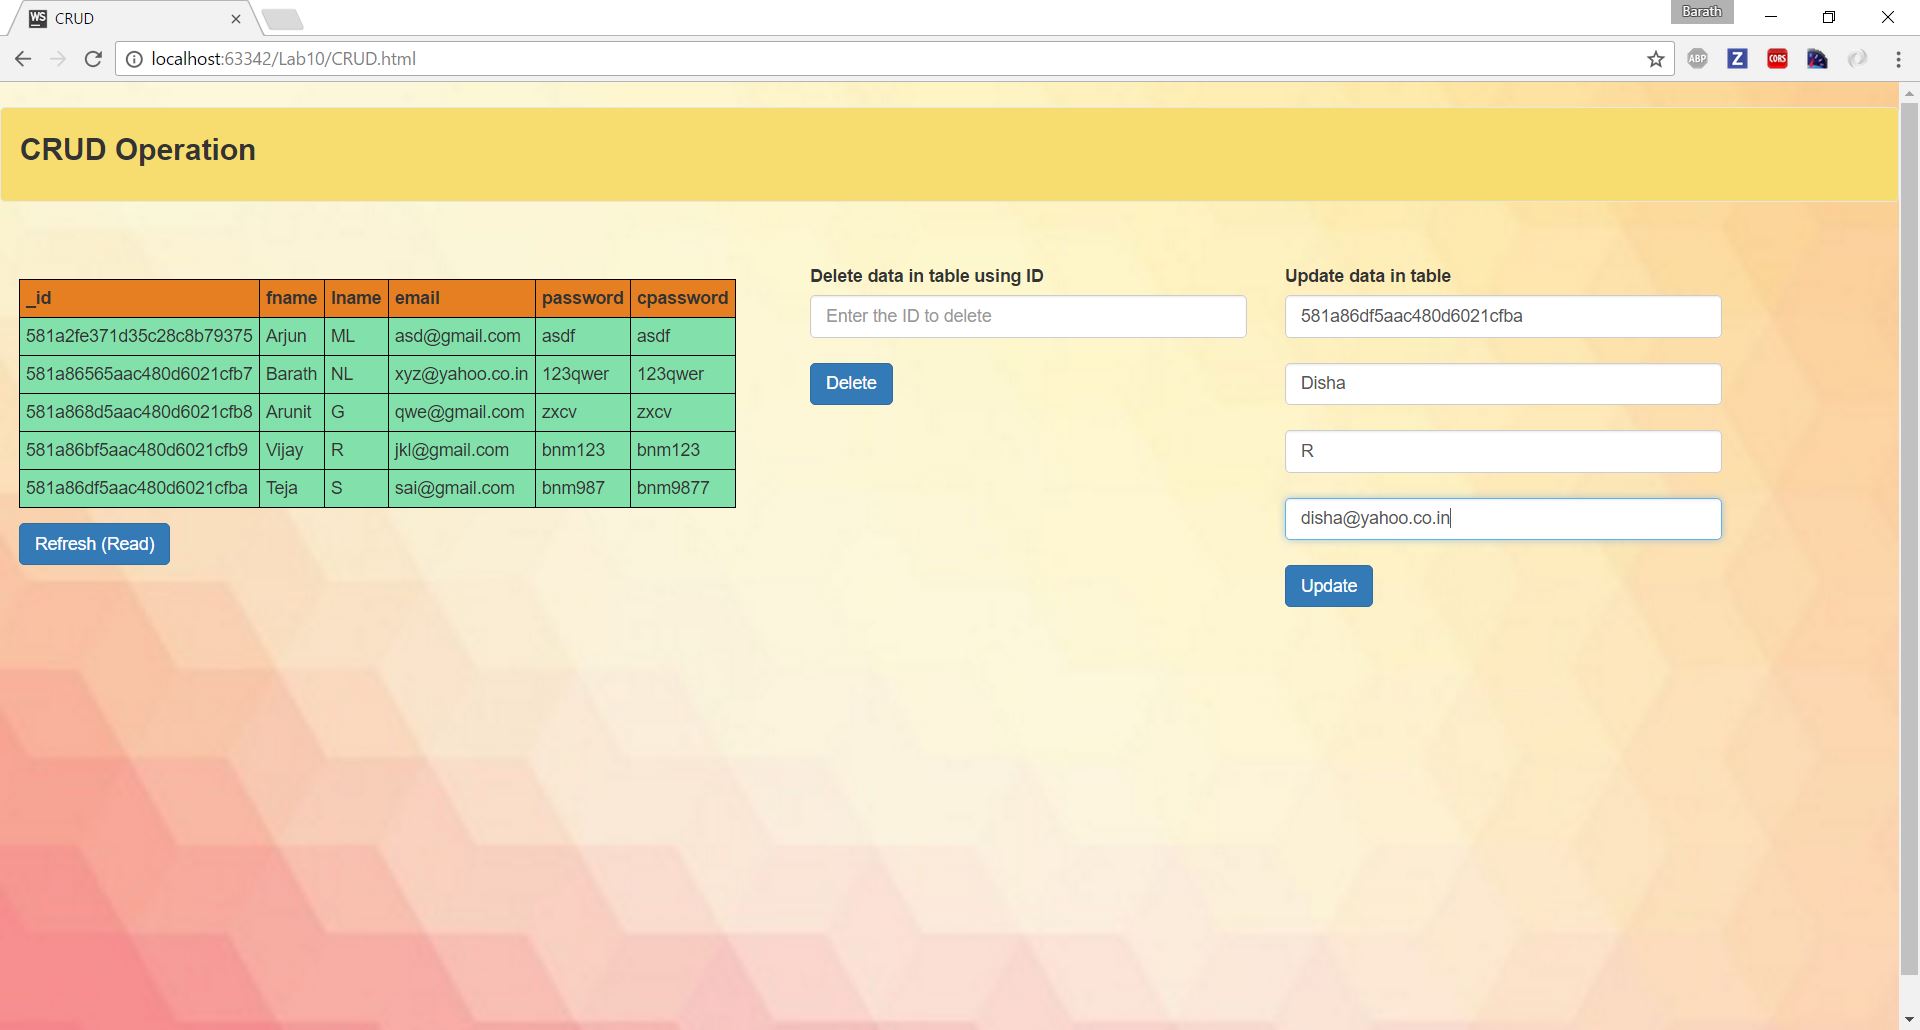 WS CRUD
Barath
localhost:63342/Lab10/CRUD.html
ABP Z CORS
CRUD Operation
_id fname lname email password cpassword
581a2fe371d35c28c8b79375 Arjun ML asd@gmail.com asdf asdf
581a86565aac480d6021cfb7 Barath NL xyz@yahoo.co.in 123qwer 123qwer
581a868d5aac480d6021cfb8 Arunit G qwe@gmail.com zxcv zxcv
581a86bf5aac480d6021cfb9 Vijay R jkl@gmail.com bnm123 bnm123
581a86df5aac480d6021cfba Teja S sai@gmail.com bnm987 bnm9877
Refresh (Read)
Delete data in table using ID
Enter the ID to delete
Delete
Update data in table
581a86df5aac480d6021cfba
Disha
R
disha@yahoo.co.in
Update